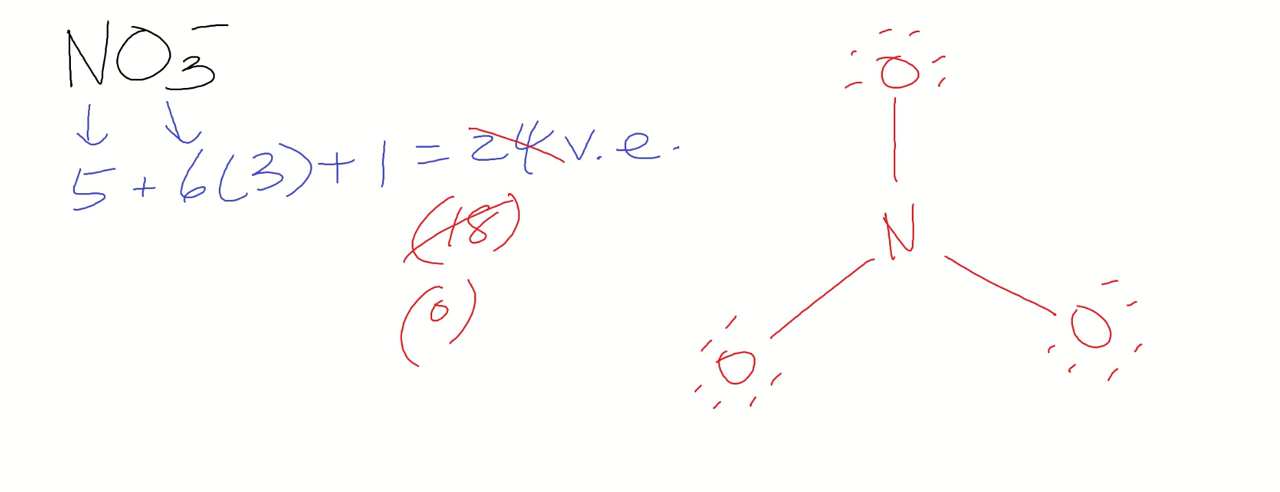 NO₃⁻
↓ ↓
5 + 6(3) + 1 = 24 v.e.
(18)
(0)
O
N
O O